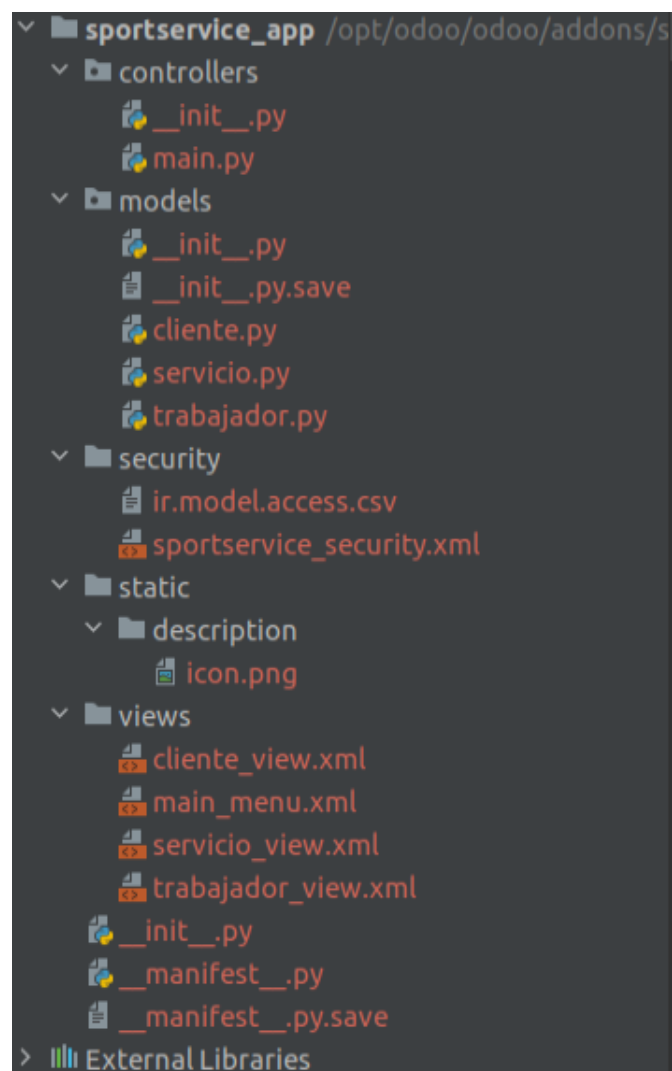 sportservice_app /opt/odoo/odoo/addons/s
controllers
__init__.py
main.py
models
__init__.py
__init__.py.save
cliente.py
servicio.py
trabajador.py
security
ir.model.access.csv
sportservice_security.xml
static
description
icon.png
views
cliente_view.xml
main_menu.xml
servicio_view.xml
trabajador_view.xml
__init__.py
__manifest__.py
__manifest__.py.save
External Libraries